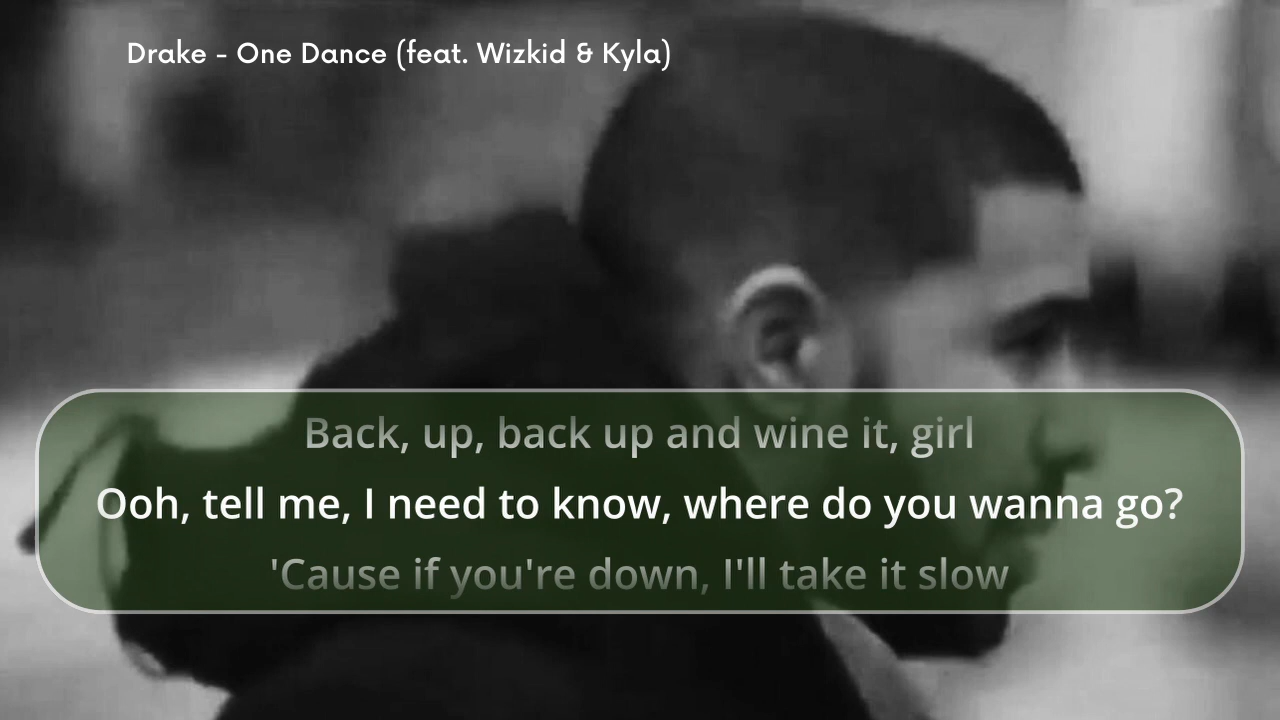 Drake - One Dance (feat. Wizkid & Kyla)
Back, up, back up and wine it, girl
Ooh, tell me, I need to know, where do you wanna go?
'Cause if you're down, I'll take it slow